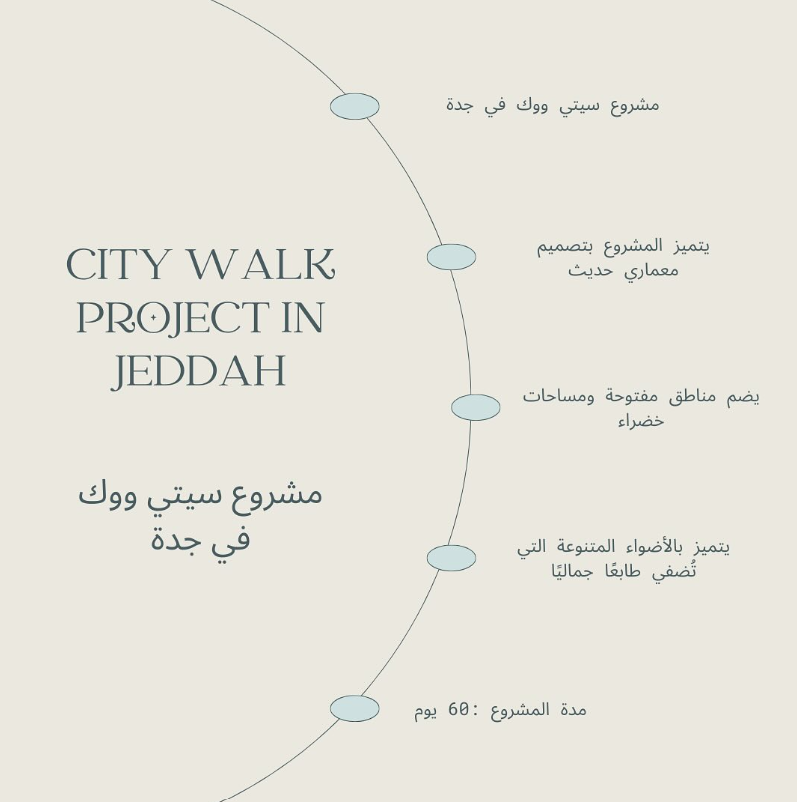 CITY WALK
PROJECT IN
JEDDAH
مشروع سيتي ووك
في جدة
مشروع سيتي ووك في جدة
يتميز المشروع بتصميم
معماري حديث
يضم مناطق مفتوحة ومساحات
خضراء
يتميز بالأضواء المتنوعة التي
تُضفي طابعًا جماليًا
مدة المشروع :60 يوم